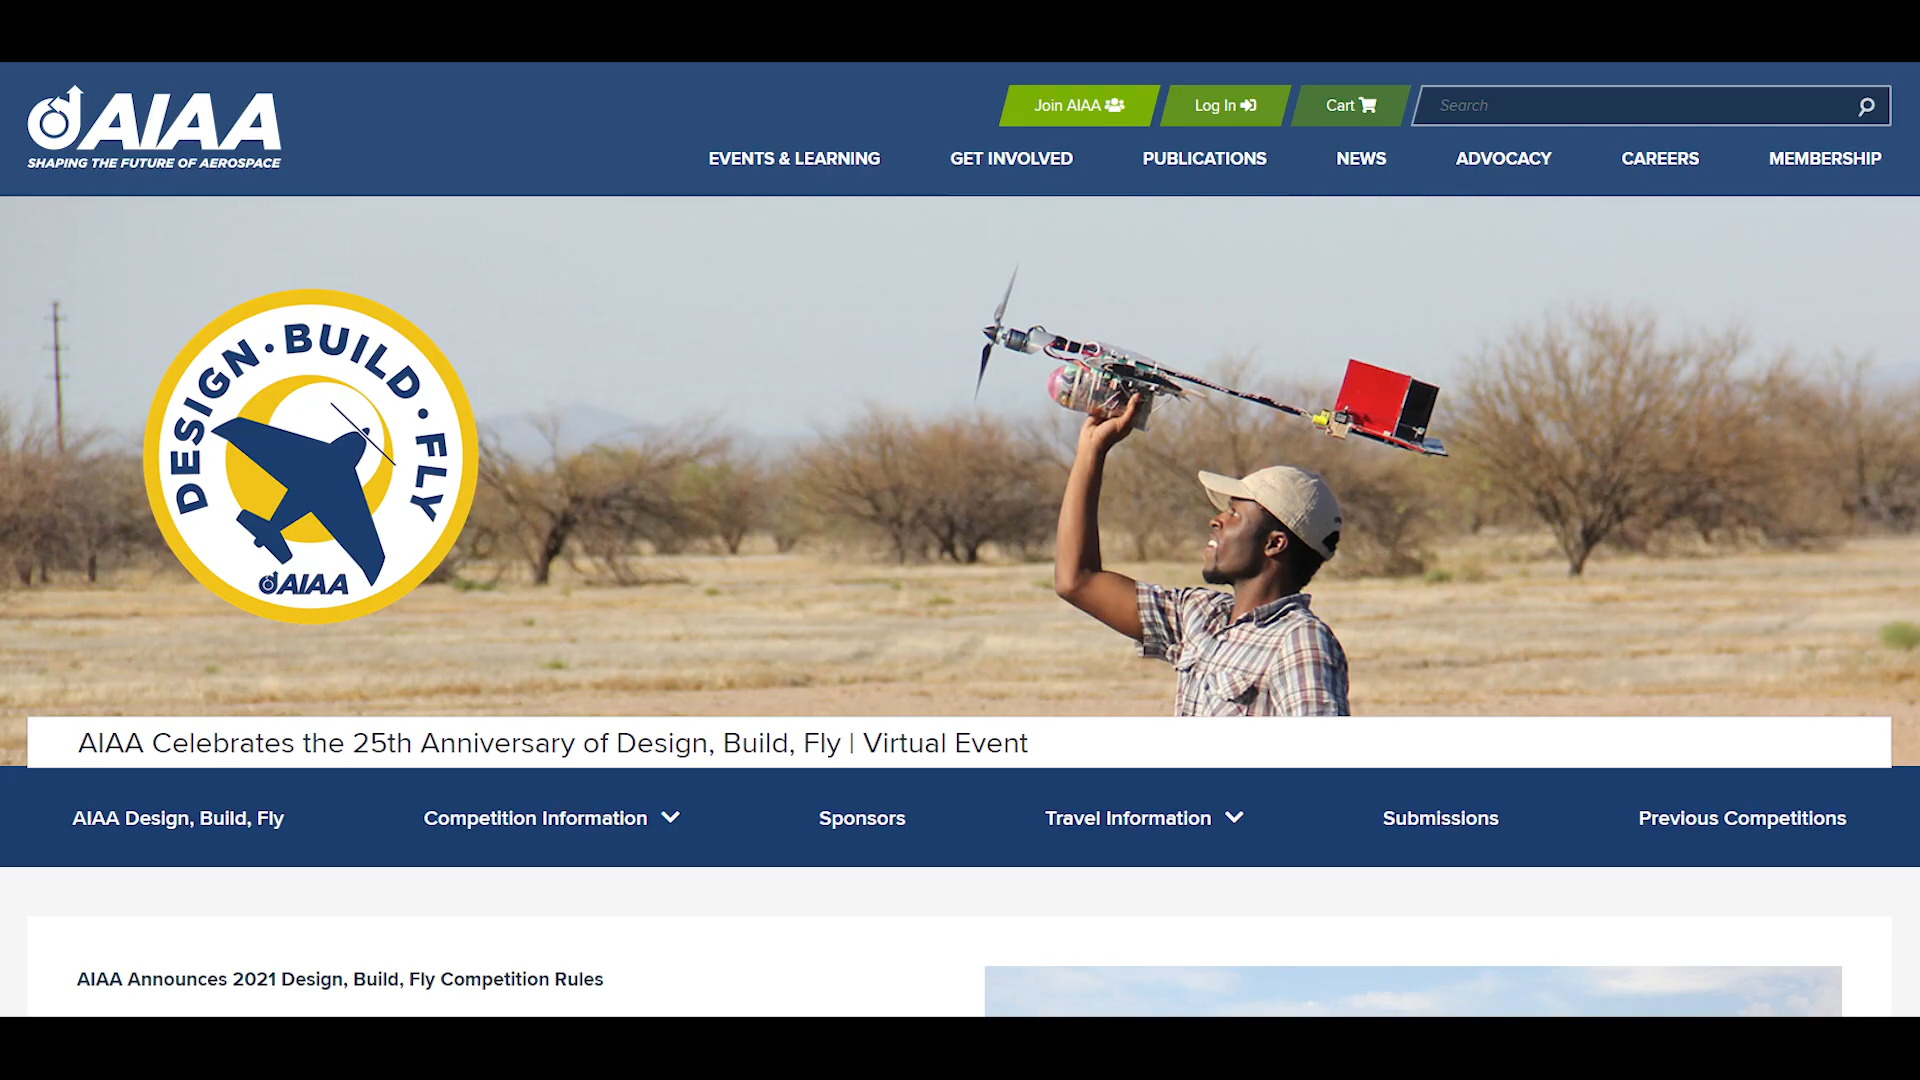 AIAA
SHAPING THE FUTURE OF AEROSPACE
Join AIAA
Log In
Cart
Search
EVENTS & LEARNING
GET INVOLVED
PUBLICATIONS
NEWS
ADVOCACY
CAREERS
MEMBERSHIP
DESIGN · BUILD · FLY
AIAA
AIAA Celebrates the 25th Anniversary of Design, Build, Fly | Virtual Event
AIAA Design, Build, Fly
Competition Information
Sponsors
Travel Information
Submissions
Previous Competitions
AIAA Announces 2021 Design, Build, Fly Competition Rules